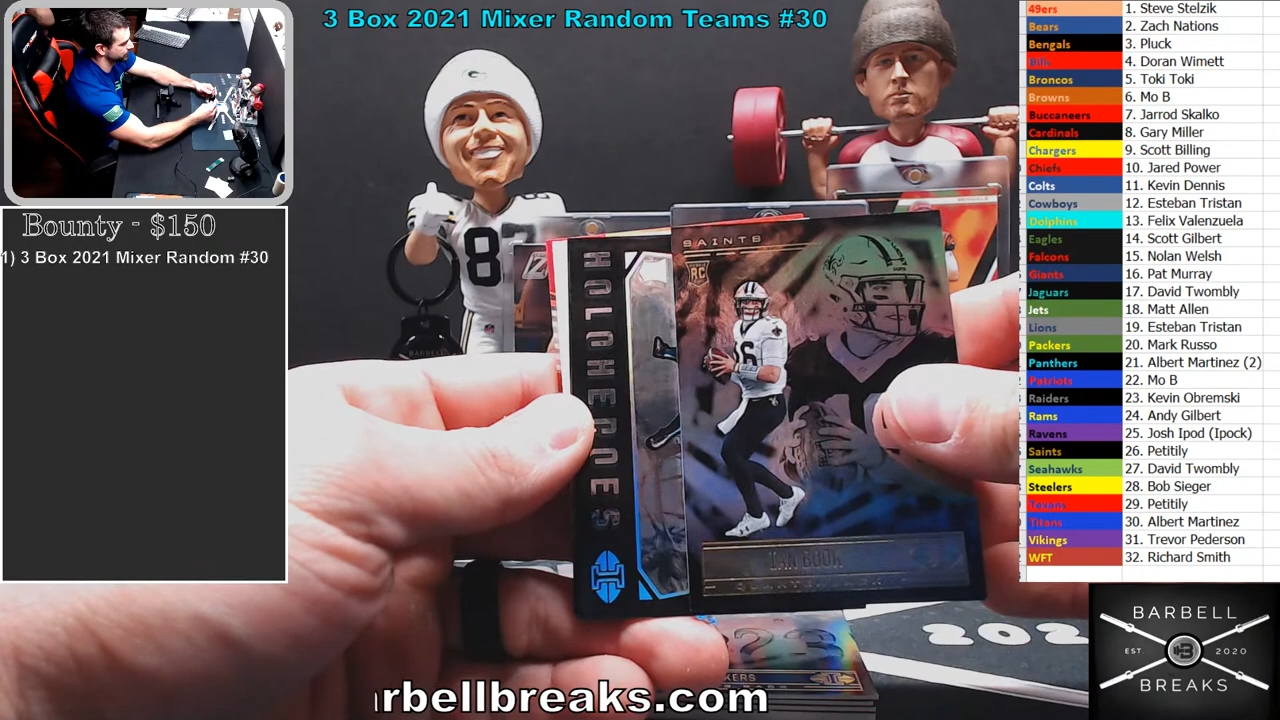 3 Box 2021 Mixer Random Teams #30
Bounty - $150
1) 3 Box 2021 Mixer Random #30
49ers 1. Steve Stelzik
Bears 2. Zach Nations
Bengals 3. Pluck
Bills 4. Doran Wimett
Broncos 5. Toki Toki
Browns 6. Mo B
Buccaneers 7. Jarrod Skalko
Cardinals 8. Gary Miller
Chargers 9. Scott Billing
Chiefs 10. Jared Power
Colts 11. Kevin Dennis
Cowboys 12. Esteban Tristan
Dolphins 13. Felix Valenzuela
Eagles 14. Scott Gilbert
Falcons 15. Nolan Welsh
Giants 16. Pat Murray
Jaguars 17. David Twombly
Jets 18. Matt Allen
Lions 19. Esteban Tristan
Packers 20. Mark Russo
Panthers 21. Albert Martinez (2)
Patriots 22. Mo B
Raiders 23. Kevin Obremski
Rams 24. Andy Gilbert
Ravens 25. Josh Ipod (Ipock)
Saints 26. Petitily
Seahawks 27. David Twombly
Steelers 28. Bob Sieger
Texans 29. Petitily
Titans 30. Albert Martinez
Vikings 31. Trevor Pederson
WFT 32. Richard Smith
87
SAINTS
RC
16
HOLOHEROES
IAN BOOK
QUARTERBACK
202
rbellbreaks.com
BARBELL
EST. 2020
BREAKS